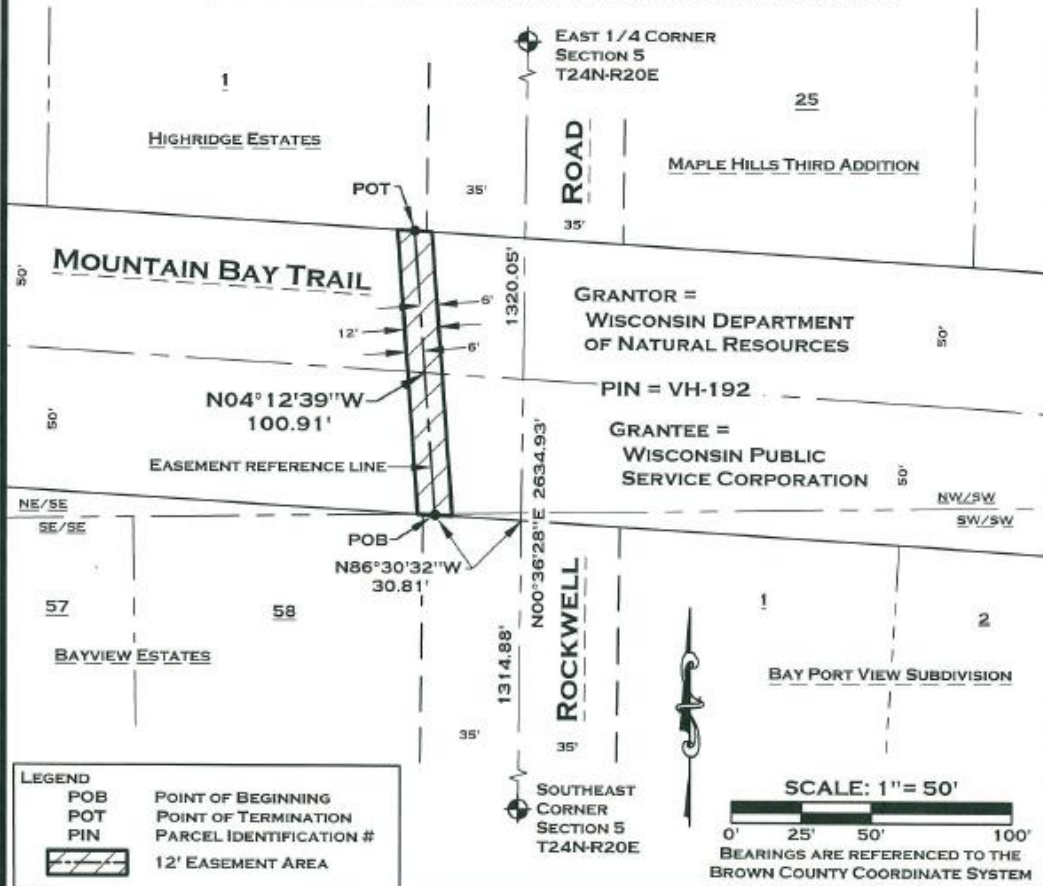 EAST 1/4 CORNER
SECTION 5
T24N-R20E
1
25
HIGHRIDGE ESTATES
MAPLE HILLS THIRD ADDITION
ROAD
POT
35'
35'
MOUNTAIN BAY TRAIL
50'
1320.05'
6'
12'
6'
GRANTOR =
WISCONSIN DEPARTMENT
OF NATURAL RESOURCES
50'
PIN = VH-192
N04°12'39"W
100.91'
50'
GRANTEE =
WISCONSIN PUBLIC
SERVICE CORPORATION
50'
EASEMENT REFERENCE LINE
N00°36'28"E 2634.93'
NE/SE
SE/SE
NW/SW
SW/SW
POB
N86°30'32"W
30.81'
57
58
1
2
BAYVIEW ESTATES
1314.88'
ROCKWELL
BAY PORT VIEW SUBDIVISION
35'
35'
LEGEND
POB POINT OF BEGINNING
POT POINT OF TERMINATION
PIN PARCEL IDENTIFICATION #
12' EASEMENT AREA
SOUTHEAST
CORNER
SECTION 5
T24N-R20E
SCALE: 1"= 50'
0' 25' 50' 100'
BEARINGS ARE REFERENCED TO THE
BROWN COUNTY COORDINATE SYSTEM